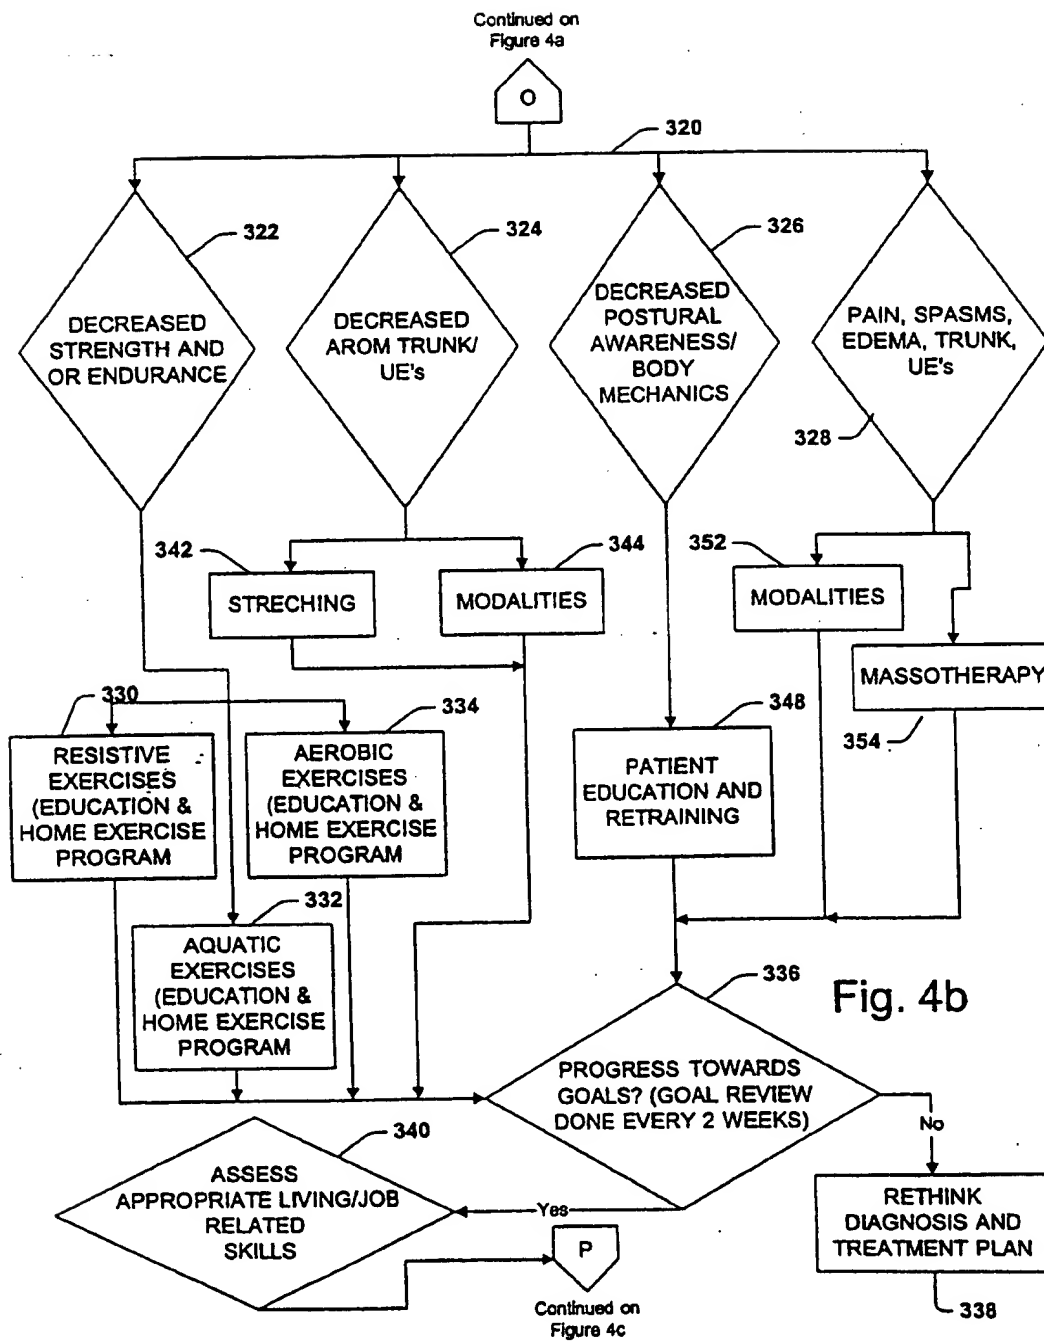 Continued on
Figure 4a
O
320
322
324
326
DECREASED
STRENGTH AND
OR ENDURANCE
DECREASED
AROM TRUNK/
UE's
DECREASED
POSTURAL
AWARENESS/
BODY
MECHANICS
PAIN, SPASMS,
EDEMA, TRUNK,
UE's
328
342
344
352
STRECHING
MODALITIES
MODALITIES
MASSOTHERAPY
354
330
334
348
RESISTIVE
EXERCISES
(EDUCATION &
HOME EXERCISE
PROGRAM
AEROBIC
EXERCISES
(EDUCATION &
HOME EXERCISE
PROGRAM
PATIENT
EDUCATION AND
RETRAINING
332
AQUATIC
EXERCISES
(EDUCATION &
HOME EXERCISE
PROGRAM
336
Fig. 4b
PROGRESS TOWARDS
GOALS? (GOAL REVIEW
DONE EVERY 2 WEEKS)
No
340
ASSESS
APPROPRIATE LIVING/JOB
RELATED
SKILLS
Yes
RETHINK
DIAGNOSIS AND
TREATMENT PLAN
338
P
Continued on
Figure 4c